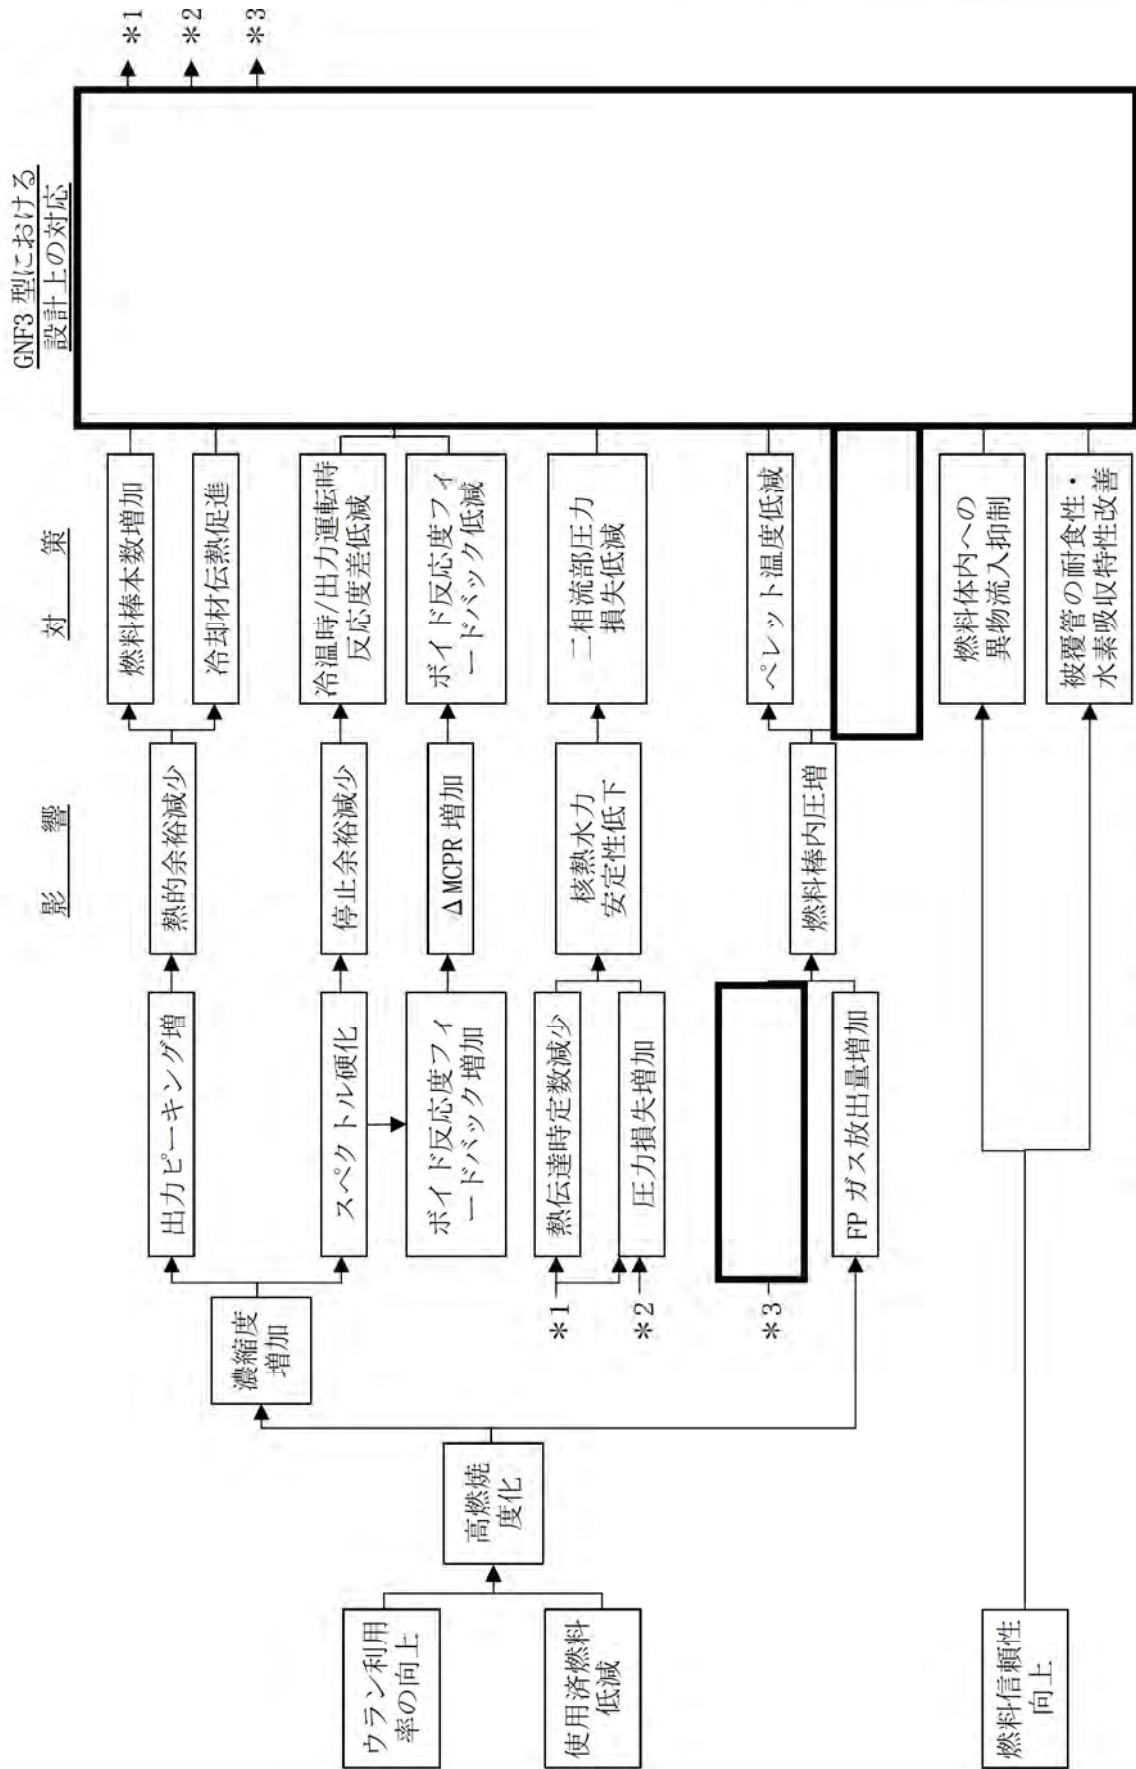 影　　響
対　　策
GNF3 型における
設計上の対応
ウラン利用
率の向上
使用済燃料
低減
高燃焼
度化
濃縮度
増加
出力ピーキング増
熱的余裕減少
燃料棒本数増加
冷却材伝熱促進
スペクトル硬化
停止余裕減少
冷温時/出力運転時
反応度差低減
ボイド反応度フィ
ードバック増加
Δ MCPR 増加
ボイド反応度フィ
ードバック低減
*1
熱伝達時定数減少
*2
圧力損失増加
核熱水力
安定性低下
二相流部圧力
損失低減
*3
FP ガス放出量増加
燃料棒内圧増
ペレット温度低減
燃料信頼性
向上
燃料体内への
異物流入抑制
被覆管の耐食性・
水素吸収特性改善
*1
*2
*3